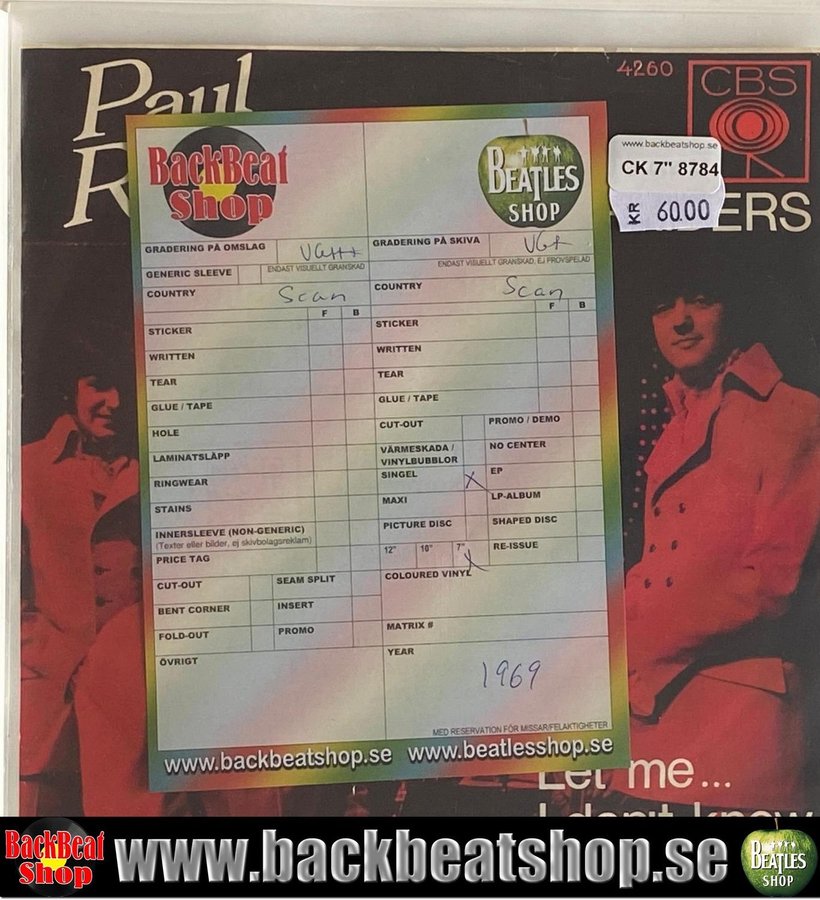 4260
CBS
Paul
www.backbeatshop.se
CK 7" 8784
KR 60.00
BackBeat
Shop
BEATLES
SHOP
GRADERING PÅ OMSLAG
VG++
GRADERING PÅ SKIVA
VG+
GENERIC SLEEVE
ENDAST VISUELLT GRANSKAD
ENDAST VISUELLT GRANSKAD, EJ PROVSPELAD
COUNTRY
Scan
COUNTRY
Scan
F B
F B
STICKER
STICKER
WRITTEN
WRITTEN
TEAR
TEAR
GLUE / TAPE
GLUE / TAPE
HOLE
CUT-OUT
PROMO / DEMO
LAMINATSLÄPP
VÄRMESKADA /
VINYLBUBBLOR
NO CENTER
RINGWEAR
SINGEL
X
EP
STAINS
MAXI
LP-ALBUM
INNERSLEEVE (NON-GENERIC)
(Texter eller bilder, ej skivbolagsreklam)
PICTURE DISC
SHAPED DISC
PRICE TAG
12" 10" 7"
X
RE-ISSUE
CUT-OUT
SEAM SPLIT
COLOURED VINYL
BENT CORNER
INSERT
FOLD-OUT
PROMO
MATRIX #
ÖVRIGT
YEAR
1969
MED RESERVATION FÖR MISSAR/FELAKTIGHETER
www.backbeatshop.se www.beatlesshop.se
Let me...
I don't know
BackBeat
Shop
www.backbeatshop.se
BEATLES
SHOP